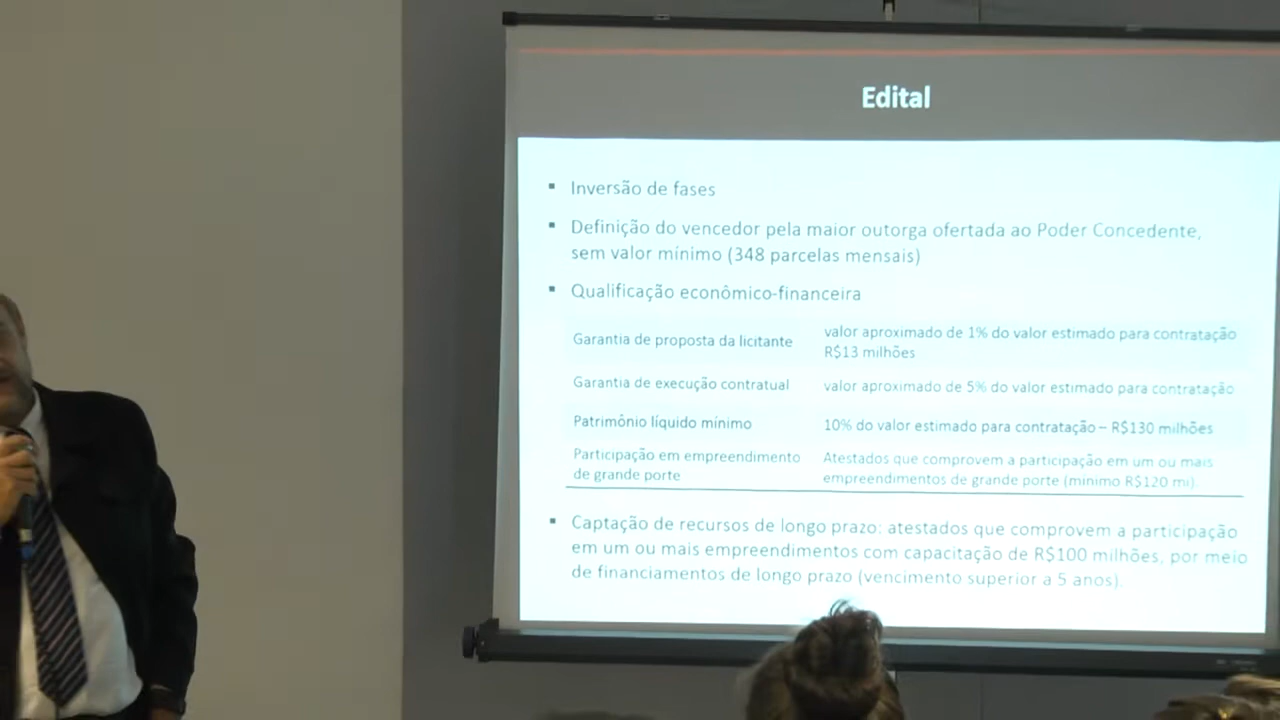 Edital
▪ Inversão de fases
▪ Definição do vencedor pela maior outorga ofertada ao Poder Concedente,
sem valor mínimo (348 parcelas mensais)
▪ Qualificação econômico-financeira
Garantia de proposta da licitante
valor aproximado de 1% do valor estimado para contratação
R$13 milhões
Garantia de execução contratual
valor aproximado de 5% do valor estimado para contratação
Patrimônio líquido mínimo
10% do valor estimado para contratação – R$130 milhões
Participação em empreendimento
de grande porte
Atestados que comprovem a participação em um ou mais
empreendimentos de grande porte (mínimo R$120 mi)
▪ Captação de recursos de longo prazo: atestados que comprovem a participação
em um ou mais empreendimentos com capacitação de R$100 milhões, por meio
de financiamentos de longo prazo (vencimento superior a 5 anos).